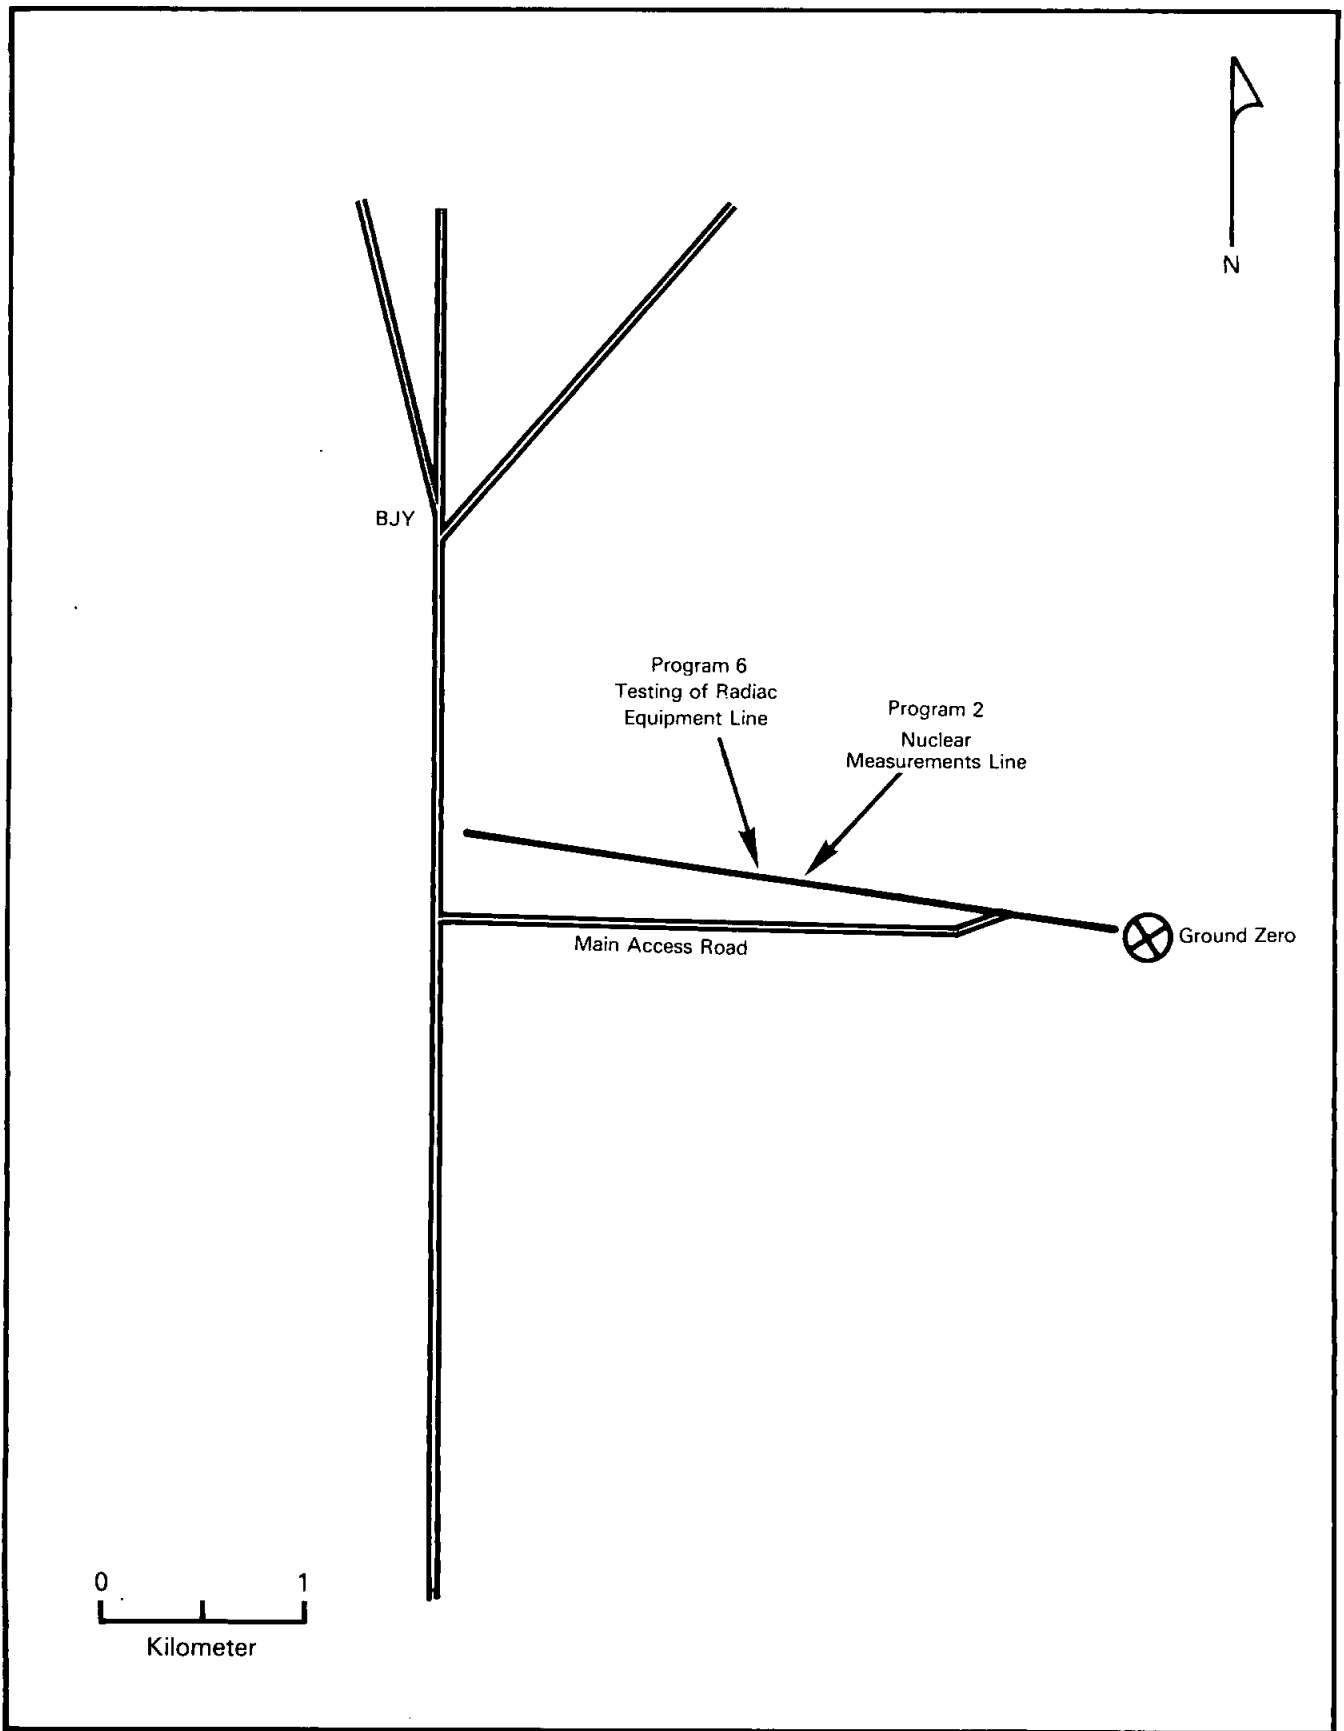 N
BJY
Program 6
Testing of Radiac
Equipment Line
Program 2
Nuclear
Measurements Line
Main Access Road
Ground Zero
0 1
Kilometer